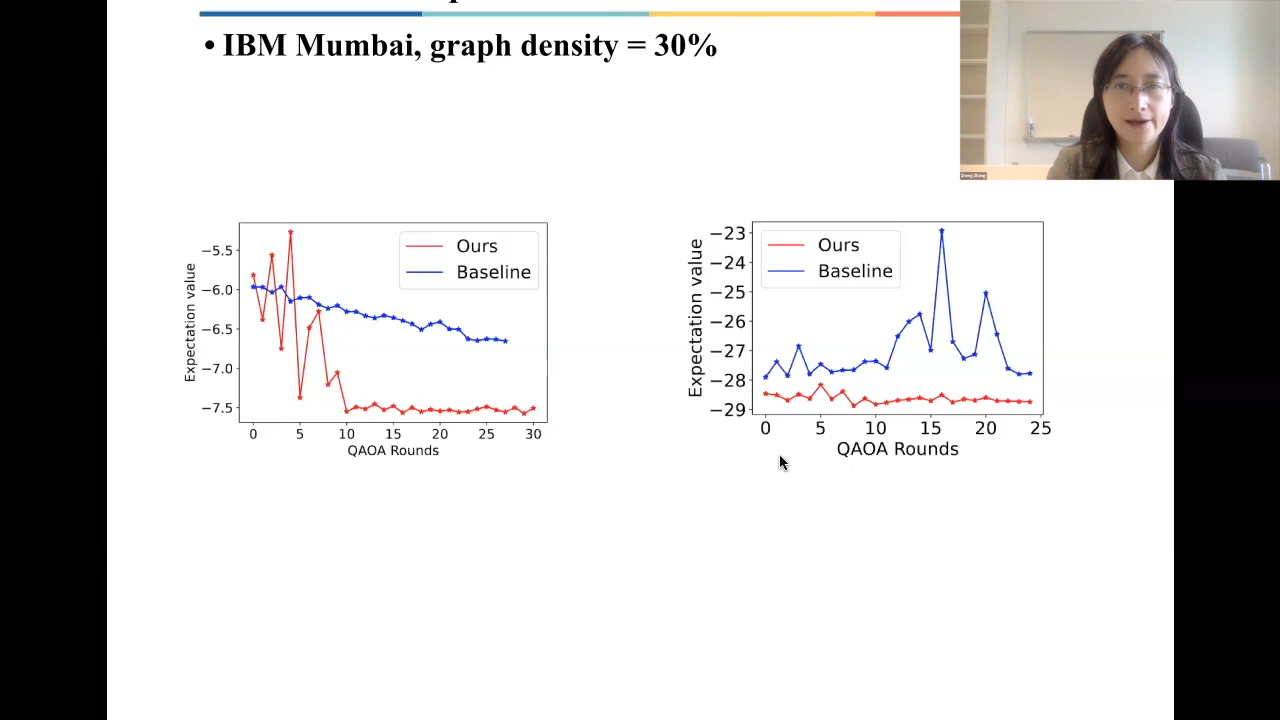 • IBM Mumbai, graph density = 30%
Zheng Zhang
Expectation value
−5.5
−6.0
−6.5
−7.0
−7.5
Ours
Baseline
0 5 10 15 20 25 30
QAOA Rounds
Expectation value
−23
−24
−25
−26
−27
−28
−29
Ours
Baseline
0 5 10 15 20 25
QAOA Rounds